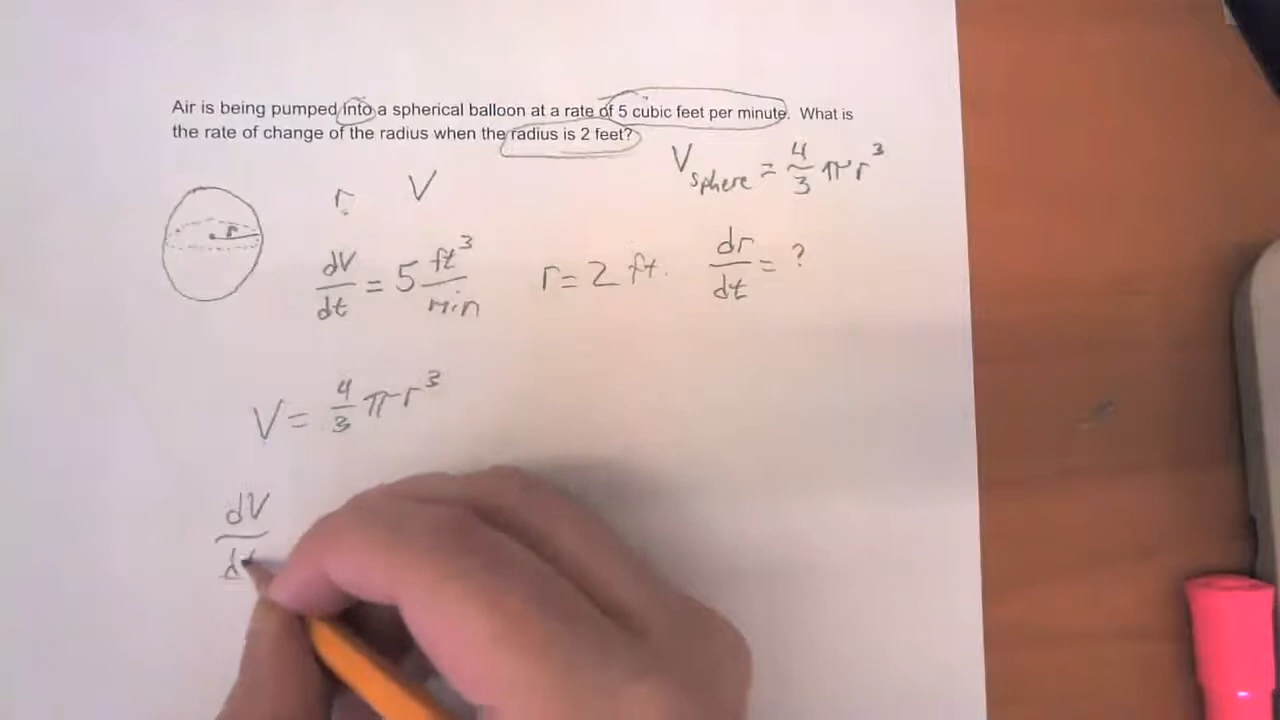 Air is being pumped into a spherical balloon at a rate of 5 cubic feet per minute. What is
the rate of change of the radius when the radius is 2 feet?
V sphere = 4/3 πr³
r
r V
dV/dt = 5 ft³/min r = 2 ft. dr/dt = ?
V = 4/3 πr³
dV/dt